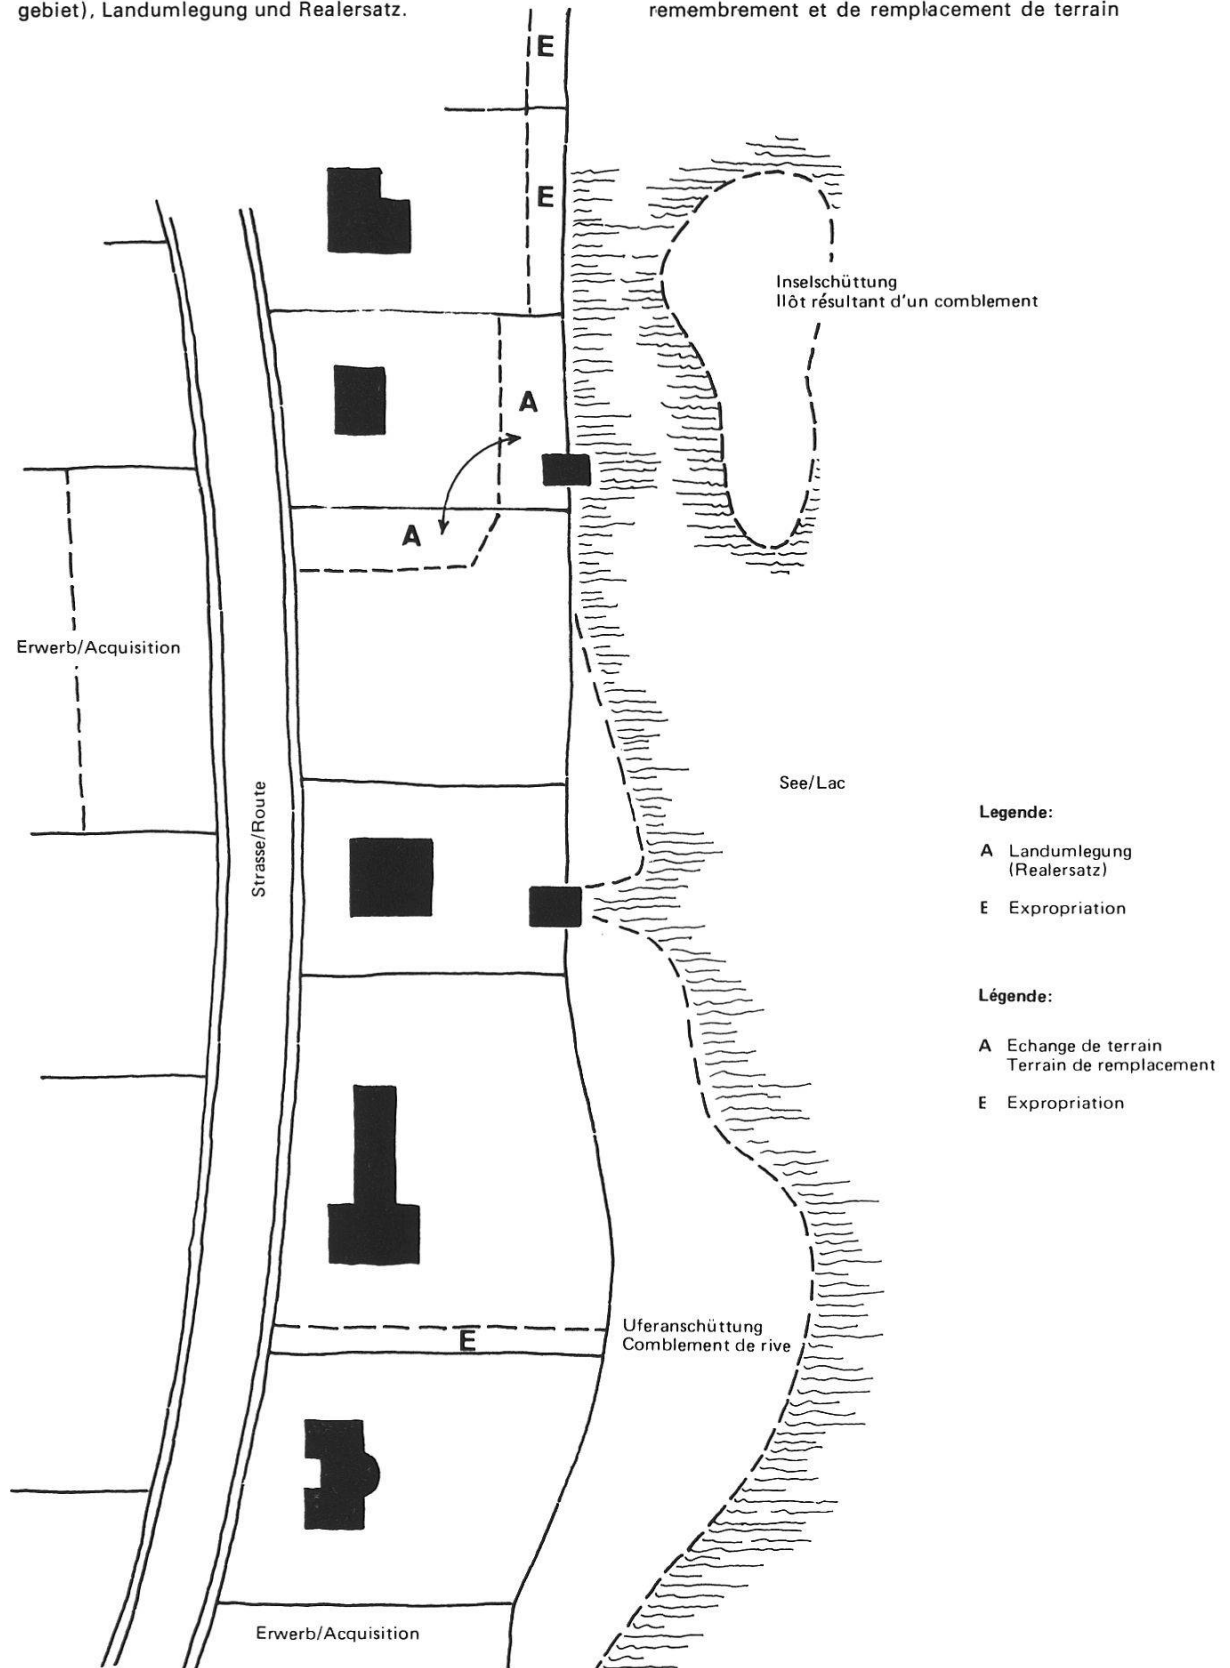 gebiet), Landumlegung und Realersatz.
remembrement et de remplacement de terrain
E
E
Inselschüttung
Ilôt résultant d'un comblement
A
A
Erwerb/Acquisition
Strasse/Route
See/Lac
Legende:
A Landumlegung
(Realersatz)
E Expropriation
Légende:
A Echange de terrain
Terrain de remplacement
E Expropriation
E
Uferanschüttung
Comblement de rive
Erwerb/Acquisition